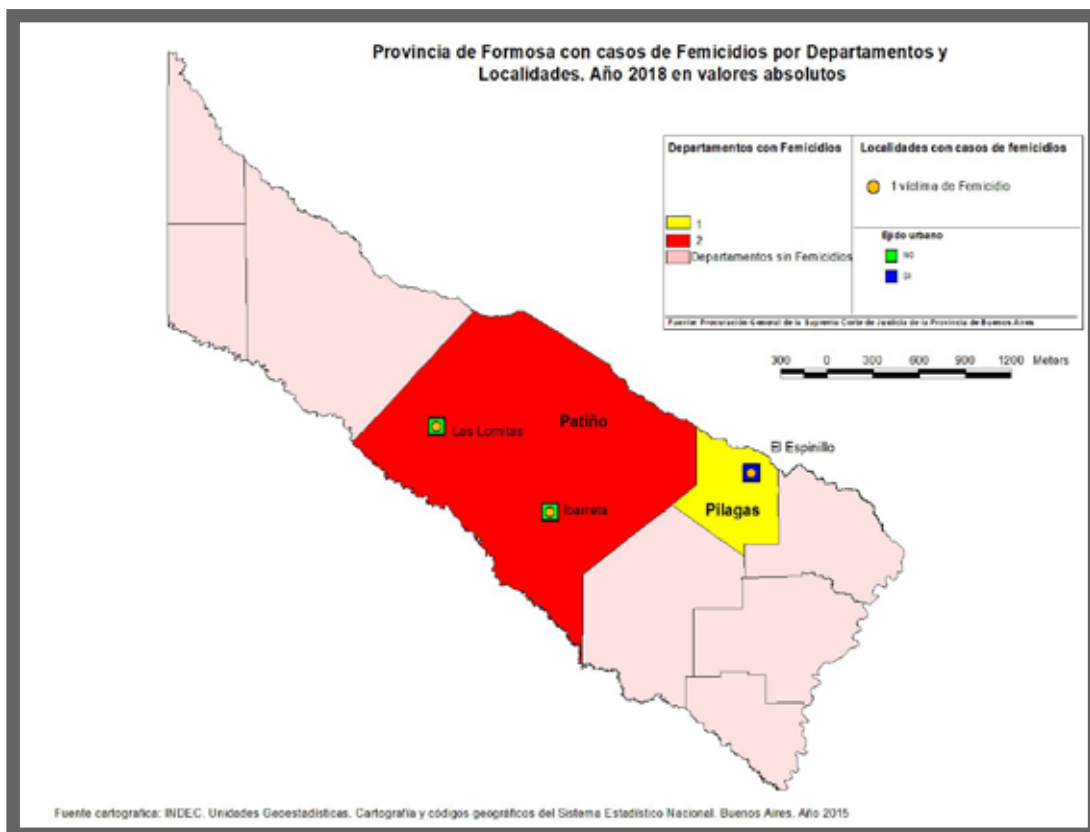 Provincia de Formosa con casos de Femicidios por Departamentos y
Localidades. Año 2018 en valores absolutos
Departamentos con Femicidios
1
2
Departamentos sin Femicidios
Localidades con casos de femicidios
1 víctima de Femicidio
Ejido urbano
NO
SI
Fuente: Procuración General de la Suprema Corte de Justicia de la Provincia de Buenos Aires
300 0 300 600 900 1200 Meters
Patiño
Las Lomitas
El Espinillo
Ibarreta
Pilagas
Fuente cartografica: INDEC. Unidades Geoestadísticas. Cartografía y códigos geográficos del Sistema Estadístico Nacional. Buenos Aires. Año 2015